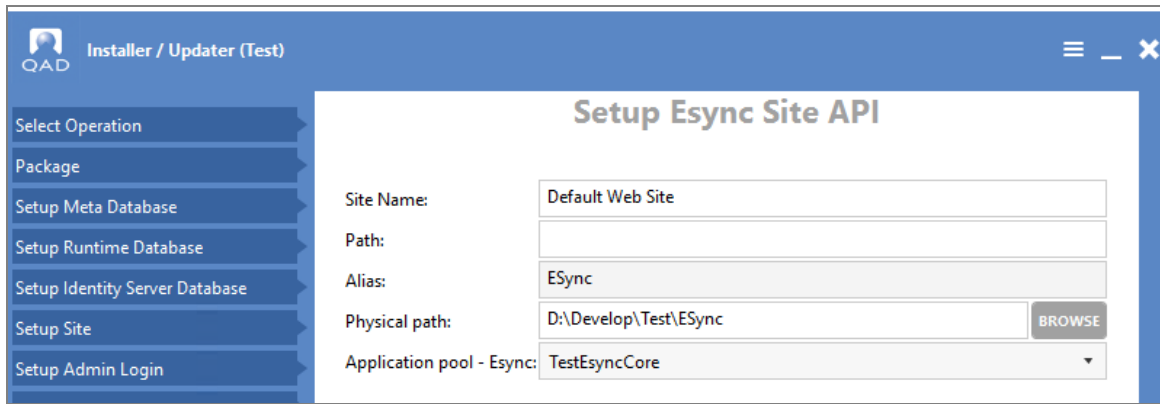 QAD
Installer / Updater (Test)
Select Operation
Package
Setup Meta Database
Setup Runtime Database
Setup Identity Server Database
Setup Site
Setup Admin Login
Setup Esync Site API
Site Name: Default Web Site
Path:
Alias: ESync
Physical path: D:\Develop\Test\ESync BROWSE
Application pool - Esync: TestEsyncCore